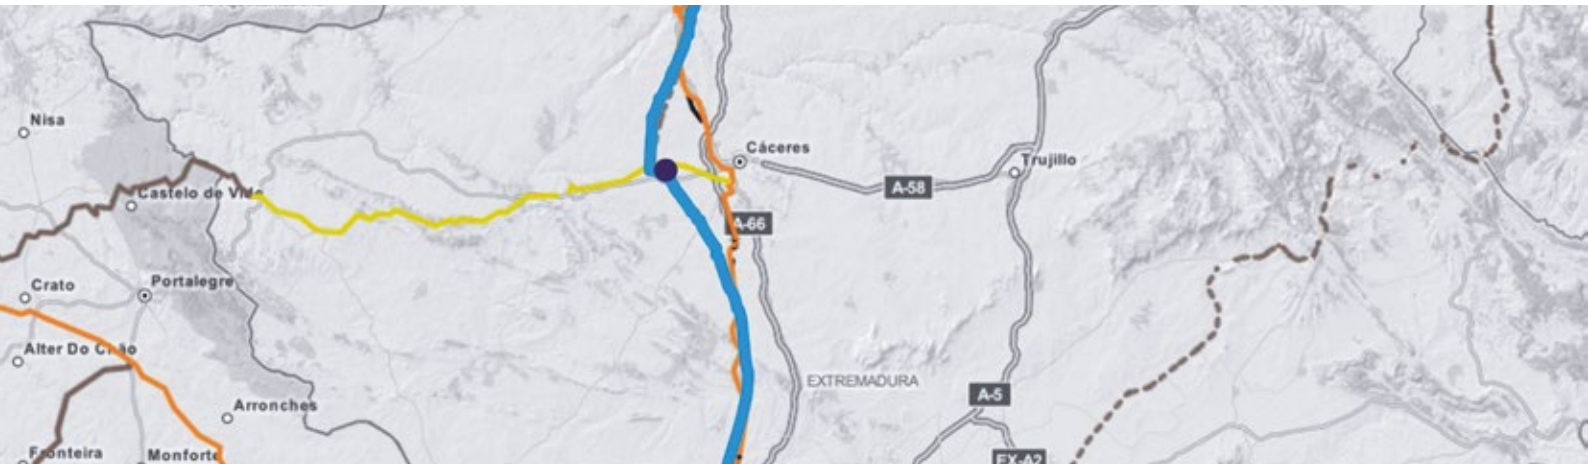 Nisa
Cáceres
Trujillo
Castelo de Vide
A-58
A-66
Portalegre
Crato
Alter Do Chão
EXTREMADURA
A-5
Arronches
Fronteira
Monforte
EX-A2